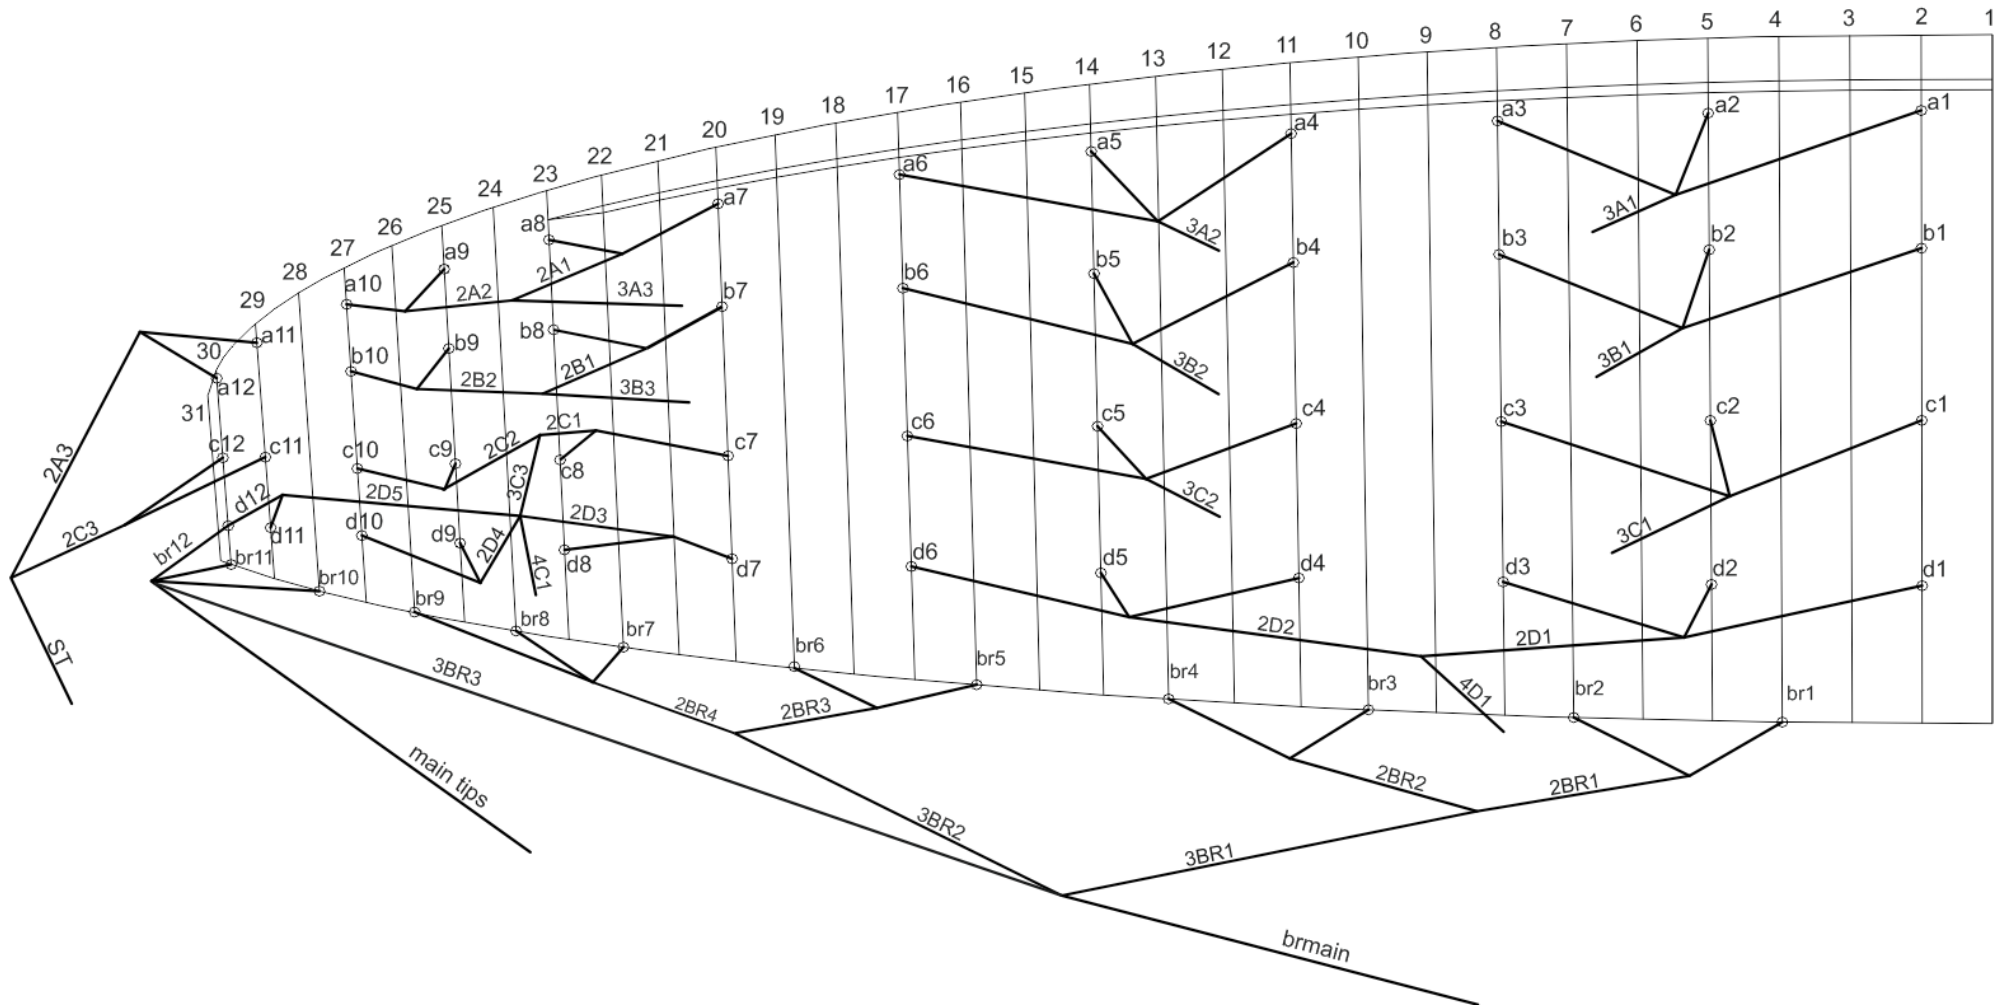 1
2
3
4
5
6
7
8
9
10
11
12
13
14
15
16
17
18
19
20
21
22
23
24
25
26
27
28
29
30
31
a1
a2
a3
a4
a5
a6
a7
a8
a9
a10
a11
a12
3A1
3A2
2A1
2A2
3A3
2A3
b1
b2
b3
b4
b5
b6
b7
b8
b9
b10
3B1
3B2
2B1
2B2
3B3
c1
c2
c3
c4
c5
c6
c7
c8
c9
c10
c11
c12
3C1
3C2
2C1
2C2
3C3
2C3
4C1
d1
d2
d3
d4
d5
d6
d7
d8
d9
d10
d11
d12
2D1
2D2
2D3
2D4
2D5
4D1
br1
br2
br3
br4
br5
br6
br7
br8
br9
br10
br11
br12
2BR1
2BR2
2BR3
2BR4
3BR1
3BR2
3BR3
ST
main tips
brmain